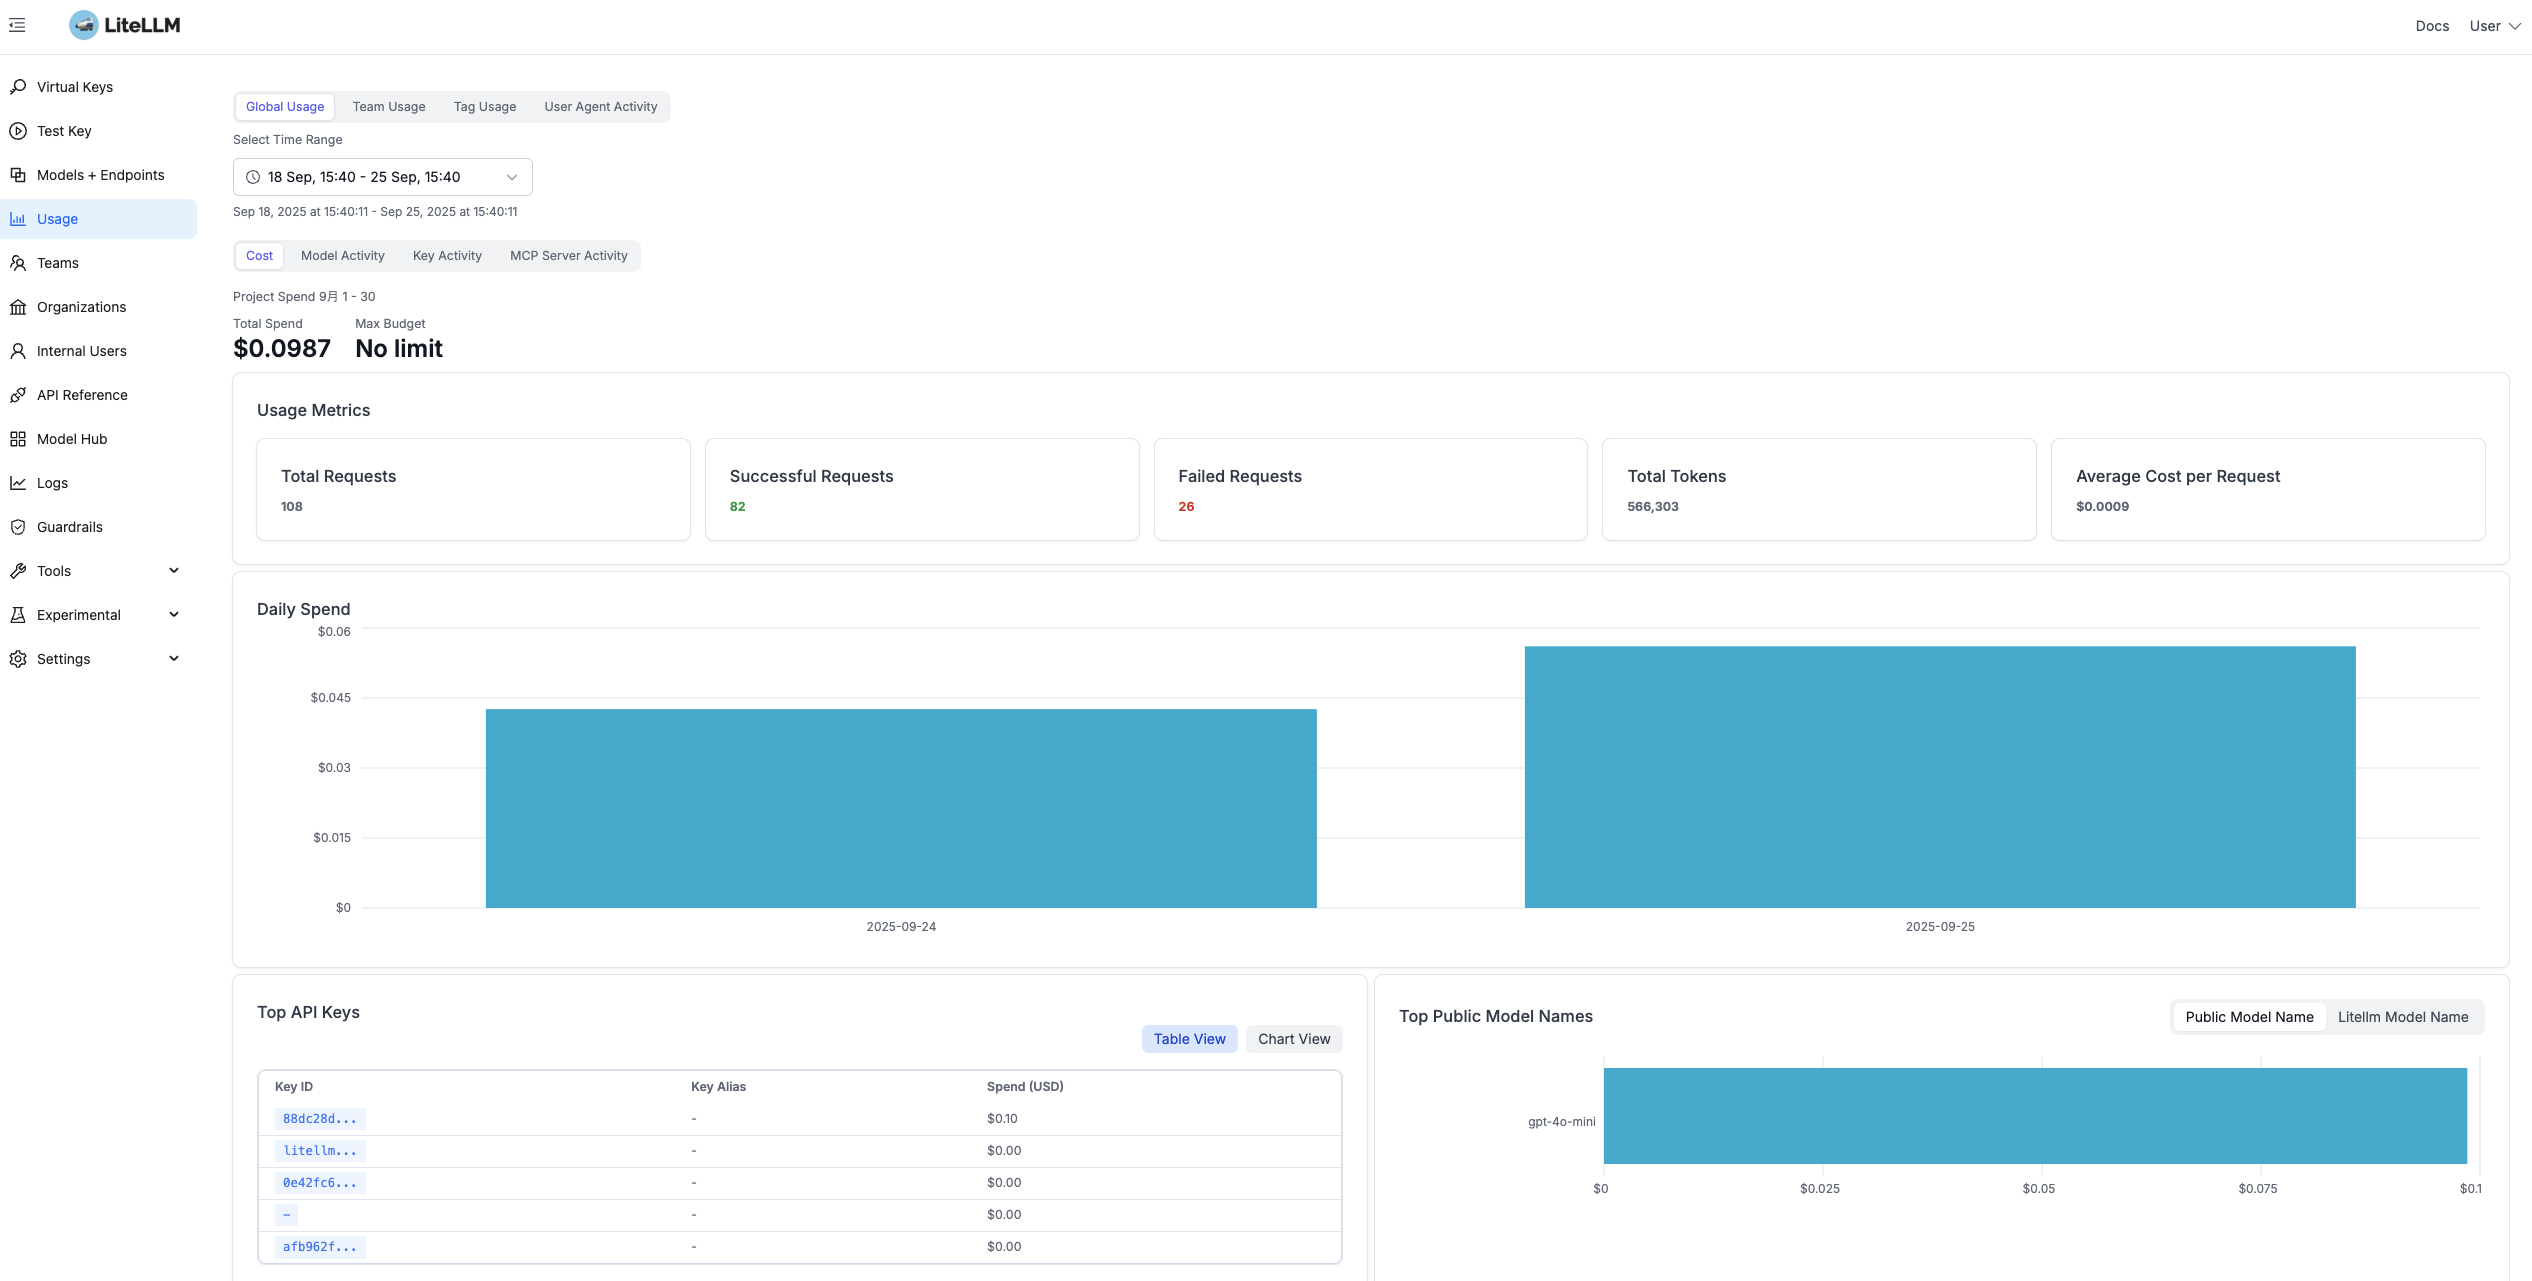 LiteLLM
Docs
User
Virtual Keys
Test Key
Models + Endpoints
Usage
Teams
Organizations
Internal Users
API Reference
Model Hub
Logs
Guardrails
Tools
Experimental
Settings
Global Usage
Team Usage
Tag Usage
User Agent Activity
Select Time Range
18 Sep, 15:40 - 25 Sep, 15:40
Sep 18, 2025 at 15:40:11 - Sep 25, 2025 at 15:40:11
Cost
Model Activity
Key Activity
MCP Server Activity
Project Spend 9月 1 - 30
Total Spend
$0.0987
Max Budget
No limit
Usage Metrics
Total Requests
108
Successful Requests
82
Failed Requests
26
Total Tokens
566,303
Average Cost per Request
$0.0009
Daily Spend
$0.06
$0.045
$0.03
$0.015
$0
2025-09-24
2025-09-25
Top API Keys
Table View
Chart View
Key ID
Key Alias
Spend (USD)
88dc28d...
-
$0.10
litellm...
-
$0.00
0e42fc6...
-
$0.00
-
-
$0.00
afb962f...
-
$0.00
Top Public Model Names
Public Model Name
Litellm Model Name
gpt-4o-mini
$0
$0.025
$0.05
$0.075
$0.1